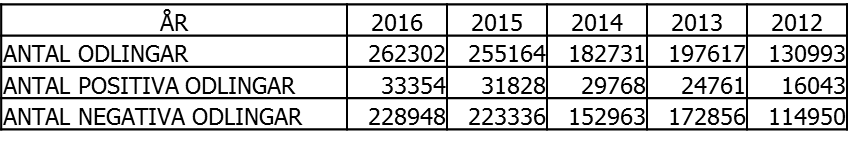 ÅR 2016 2015 2014 2013 2012
ANTAL ODLINGAR 262302 255164 182731 197617 130993
ANTAL POSITIVA ODLINGAR 33354 31828 29768 24761 16043
ANTAL NEGATIVA ODLINGAR 228948 223336 152963 172856 114950